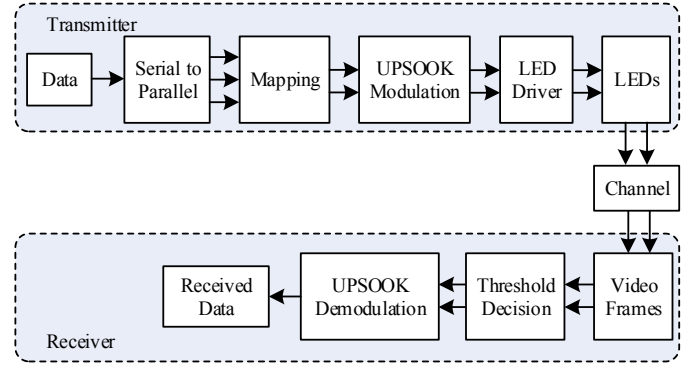 Transmitter
Data
Serial to
Parallel
Mapping
UPSOOK
Modulation
LED
Driver
LEDs
Channel
Received
Data
UPSOOK
Demodulation
Threshold
Decision
Video
Frames
Receiver